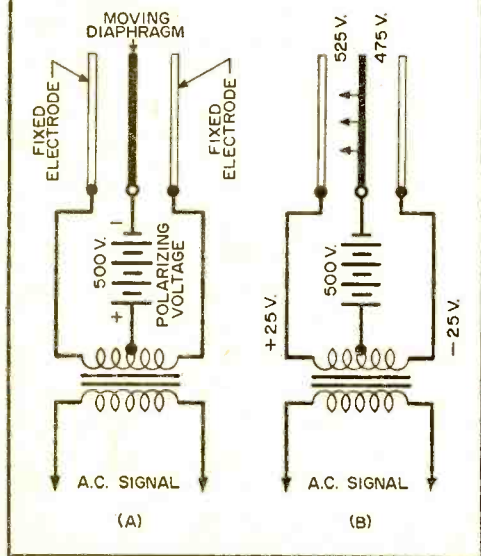 MOVING
DIAPHRAGM
FIXED
ELECTRODE
FIXED
ELECTRODE
−
500 V.
+
POLARIZING
VOLTAGE
A.C. SIGNAL
(A)
525 V.
475 V.
500 V.
+25 V.
−25 V.
A.C. SIGNAL
(B)